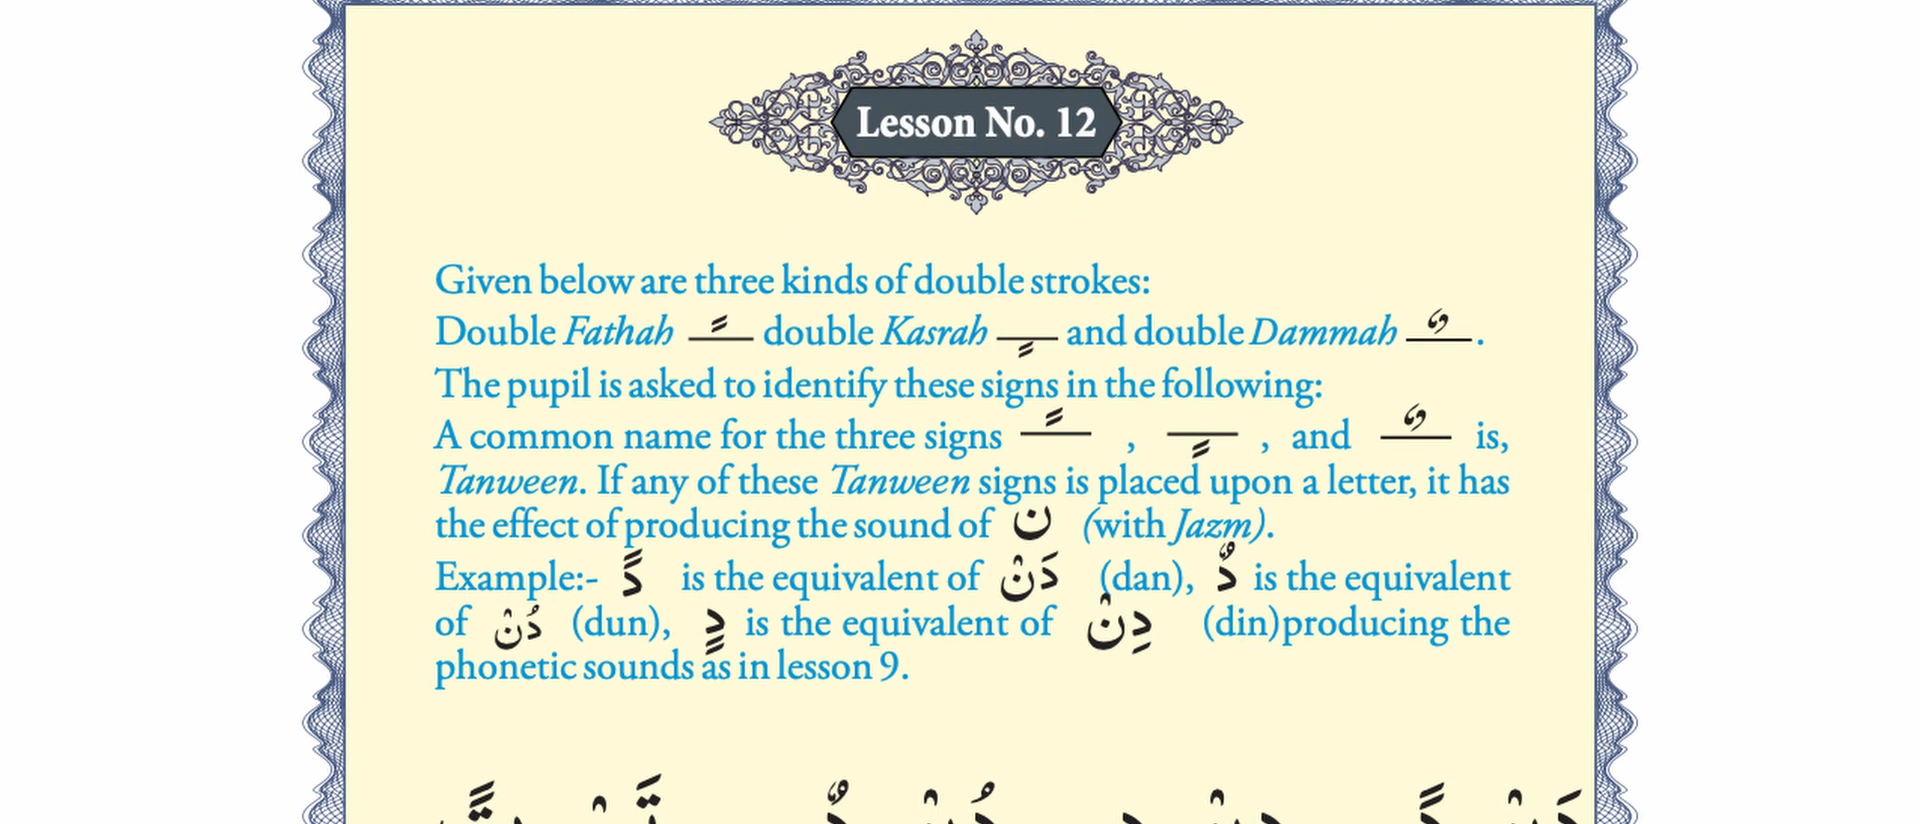 Lesson No. 12
Given below are three kinds of double strokes:
Double Fathah ـً double Kasrah ـٍ and double Dammah ـٌ .
The pupil is asked to identify these signs in the following:
A common name for the three signs ـً , ـٍ , and ـٌ is,
Tanween. If any of these Tanween signs is placed upon a letter, it has
the effect of producing the sound of ن (with Jazm).
Example:- دً is the equivalent of دَنْ (dan), دٌ is the equivalent
of دُنْ (dun), دٍ is the equivalent of دِنْ (din)producing the
phonetic sounds as in lesson 9.